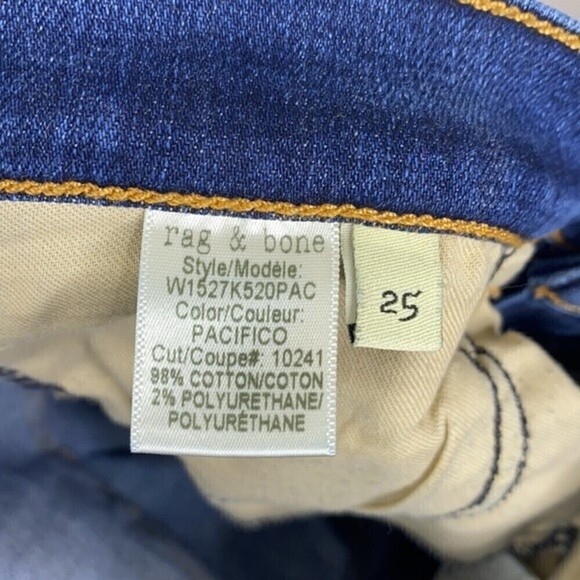 rag & bone
Style/Modèle:
W1527K520PAC
Color/Couleur:
PACIFICO
Cut/Coupe#: 10241
98% COTTON/COTON
2% POLYURETHANE/
POLYURÉTHANE
25